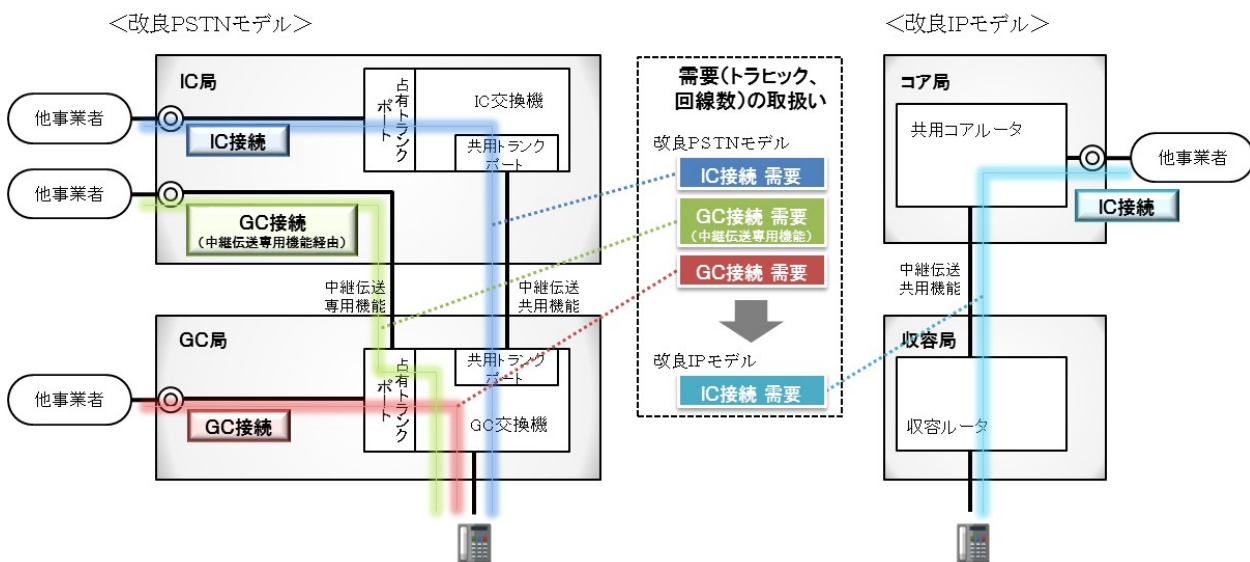 ＜改良PSTNモデル＞
IC局
他事業者
IC接続
占有トランク
ポート
IC交換機
共用トランク
ポート
他事業者
GC接続
（中継伝送専用機能経由）
中継伝送
専用機能
中継伝送
共用機能
GC局
他事業者
GC接続
占有トランク
ポート
共用トランク
ポート
GC交換機
需要（トラヒック、
回線数）の取扱い
改良PSTNモデル
IC接続 需要
GC接続 需要
（中継伝送専用機能）
GC接続 需要
改良IPモデル
IC接続 需要
＜改良IPモデル＞
コア局
共用コアルータ
他事業者
IC接続
中継伝送
共用機能
収容局
収容ルータ